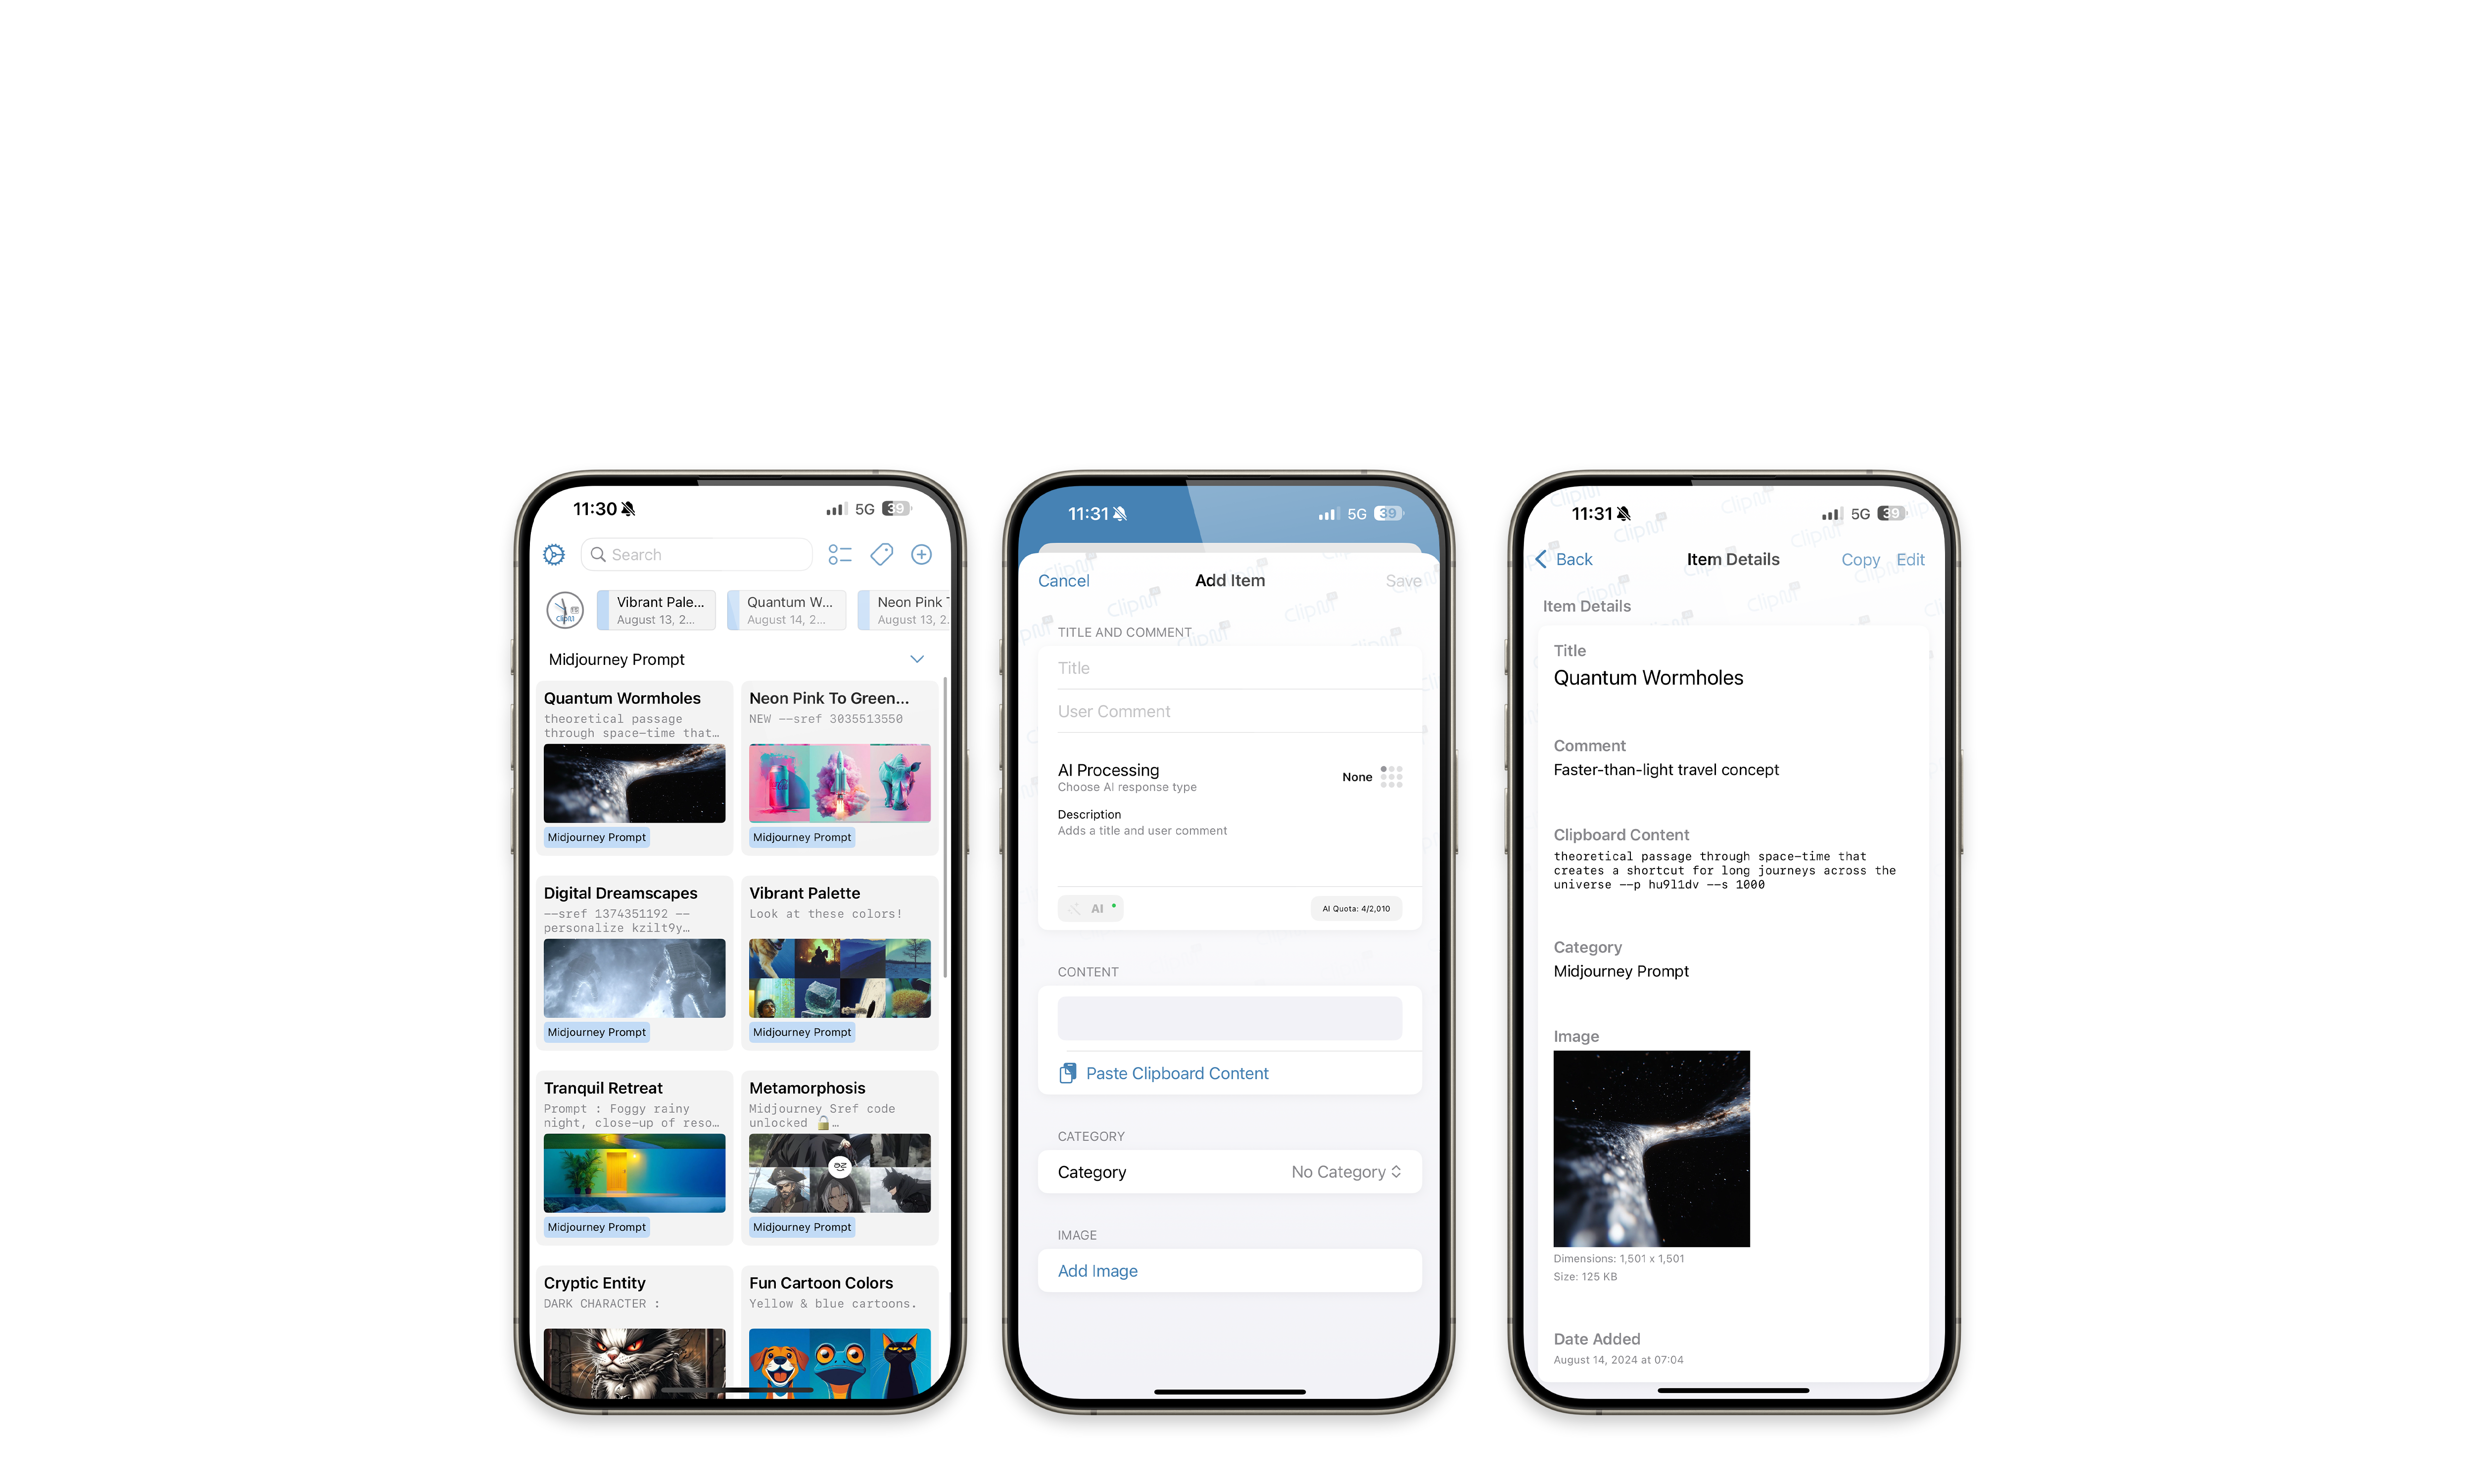 11:30
5G 39
Search
Vibrant Pale...
August 13, 2...
Quantum W...
August 14, 2...
Neon Pink
August 13, 2
ClipM
Midjourney Prompt
Quantum Wormholes
theoretical passage
through space-time that…
Midjourney Prompt
Neon Pink To Green...
NEW --sref 3035513550
Midjourney Prompt
Digital Dreamscapes
--sref 1374351192 --
personalize kzilt9y…
Midjourney Prompt
Vibrant Palette
Look at these colors!
Midjourney Prompt
Tranquil Retreat
Prompt : Foggy rainy
night, close-up of reso…
Midjourney Prompt
Metamorphosis
Midjourney Sref code
unlocked 🔒…
Midjourney Prompt
Cryptic Entity
DARK CHARACTER :
Fun Cartoon Colors
Yellow & blue cartoons.
11:31
5G 39
Cancel
Add Item
Save
TITLE AND COMMENT
Title
User Comment
AI Processing
Choose AI response type
None
Description
Adds a title and user comment
AI
AI Quota: 4/2,010
CONTENT
Paste Clipboard Content
CATEGORY
Category
No Category
IMAGE
Add Image
11:31
5G 39
Back
Item Details
Copy
Edit
Item Details
Title
Quantum Wormholes
Comment
Faster-than-light travel concept
Clipboard Content
theoretical passage through space-time that
creates a shortcut for long journeys across the
universe --p hu9l1dv --s 1000
Category
Midjourney Prompt
Image
Dimensions: 1,501 x 1,501
Size: 125 KB
Date Added
August 14, 2024 at 07:04